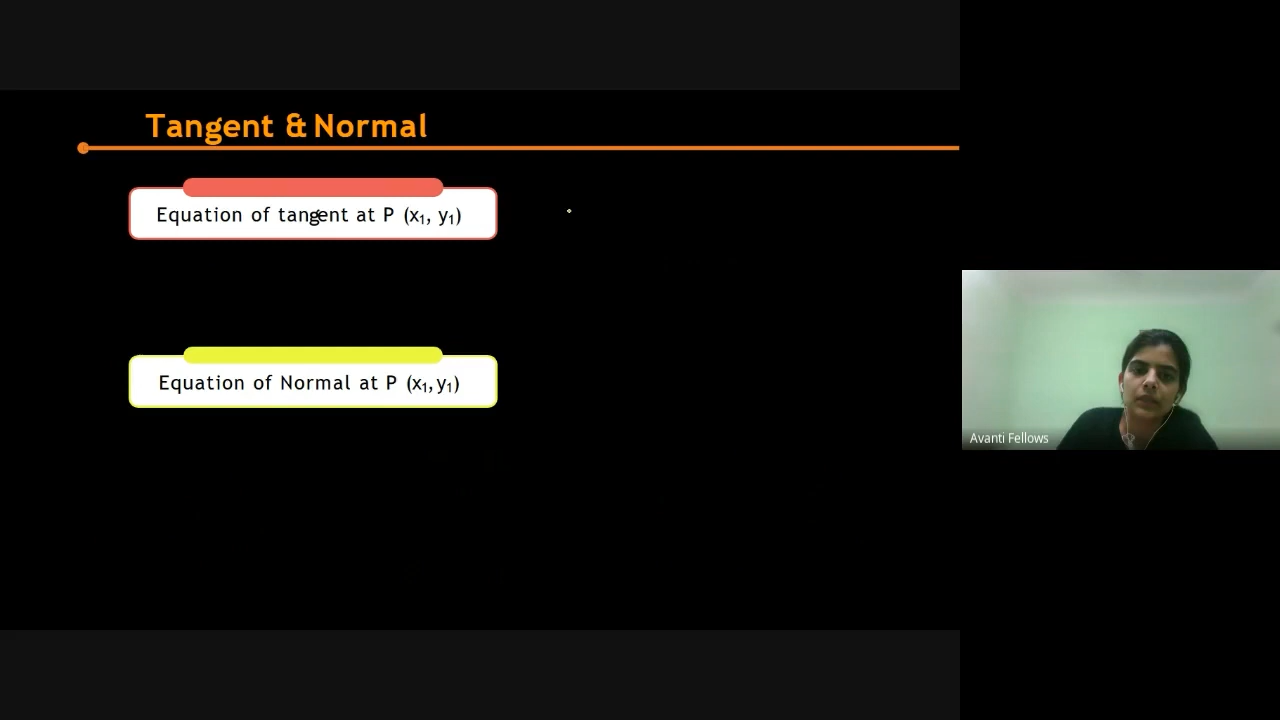 Tangent & Normal
Equation of tangent at P (x₁, y₁)
Equation of Normal at P (x₁, y₁)
Avanti Fellows